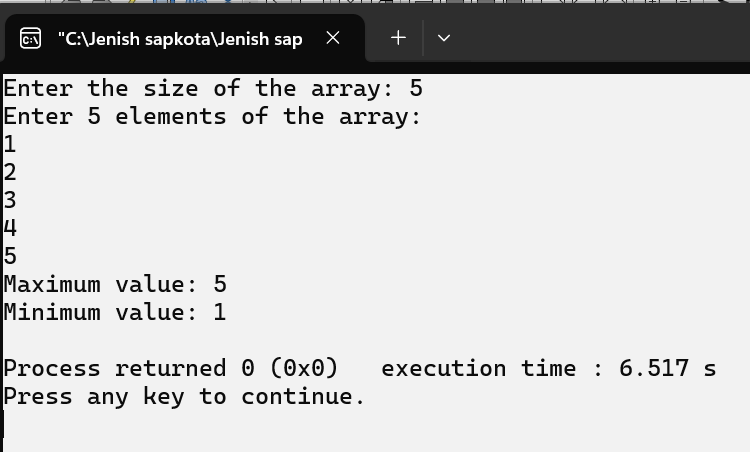 "C:\Jenish sapkota\Jenish sap
Enter the size of the array: 5
Enter 5 elements of the array:
1
2
3
4
5
Maximum value: 5
Minimum value: 1
Process returned 0 (0x0)   execution time : 6.517 s
Press any key to continue.